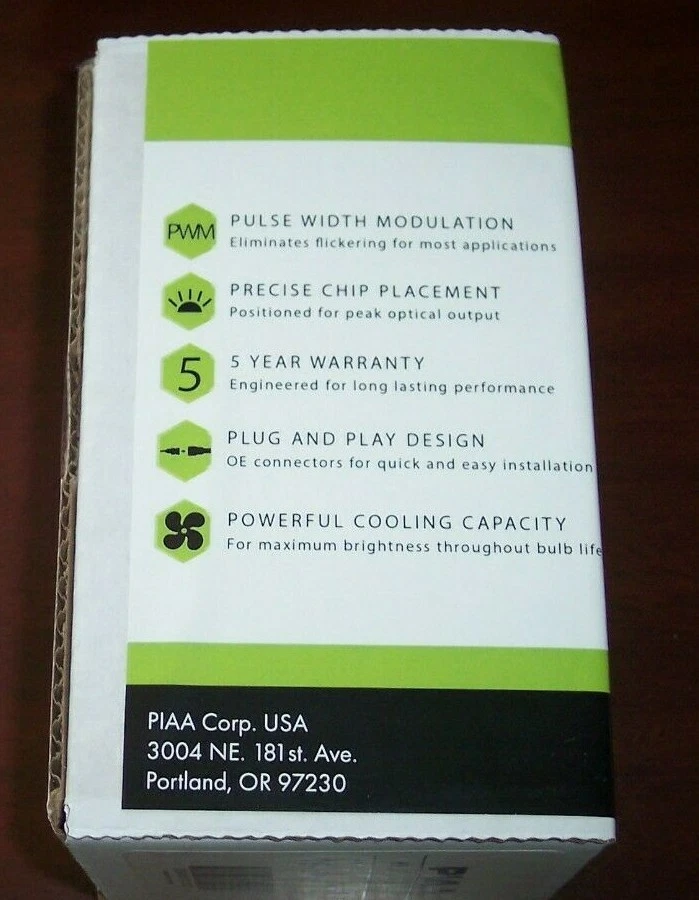 PWM
PULSE WIDTH MODULATION
Eliminates flickering for most applications
PRECISE CHIP PLACEMENT
Positioned for peak optical output
5
5 YEAR WARRANTY
Engineered for long lasting performance
PLUG AND PLAY DESIGN
OE connectors for quick and easy installation
POWERFUL COOLING CAPACITY
For maximum brightness throughout bulb life
PIAA Corp. USA
3004 NE. 181st. Ave.
Portland, OR 97230